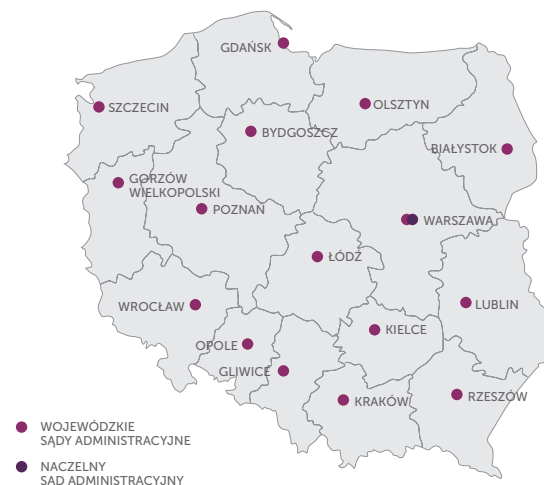 GDAŃSK
SZCZECIN
OLSZTYN
BYDGOSZCZ
BIAŁYSTOK
GORZÓW
WIELKOPOLSKI
POZNAŃ
WARSZAWA
ŁÓDŹ
WROCŁAW
LUBLIN
KIELCE
OPOLE
GLIWICE
KRAKÓW
RZESZÓW
WOJEWÓDZKIE
SĄDY ADMINISTRACYJNE
NACZELNY
SAD ADMINISTRACYJNY